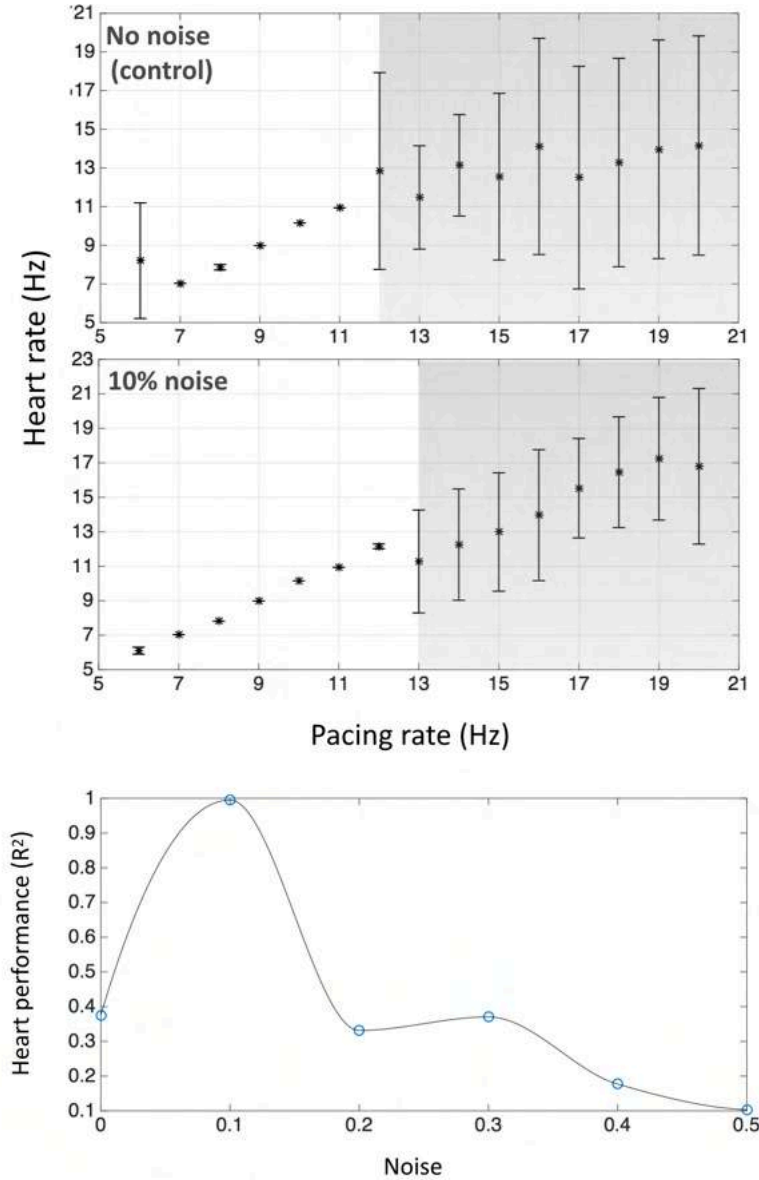 21
No noise
(control)
19
17
15
13
11
9
7
5
5 7 9 11 13 15 17 19 21
Heart rate (Hz)
23
10% noise
21
19
17
15
13
11
9
7
5
5 7 9 11 13 15 17 19 21
Pacing rate (Hz)
1
0.9
0.8
0.7
0.6
0.5
0.4
0.3
0.2
0.1
Heart performance (R²)
0 0.1 0.2 0.3 0.4 0.5
Noise